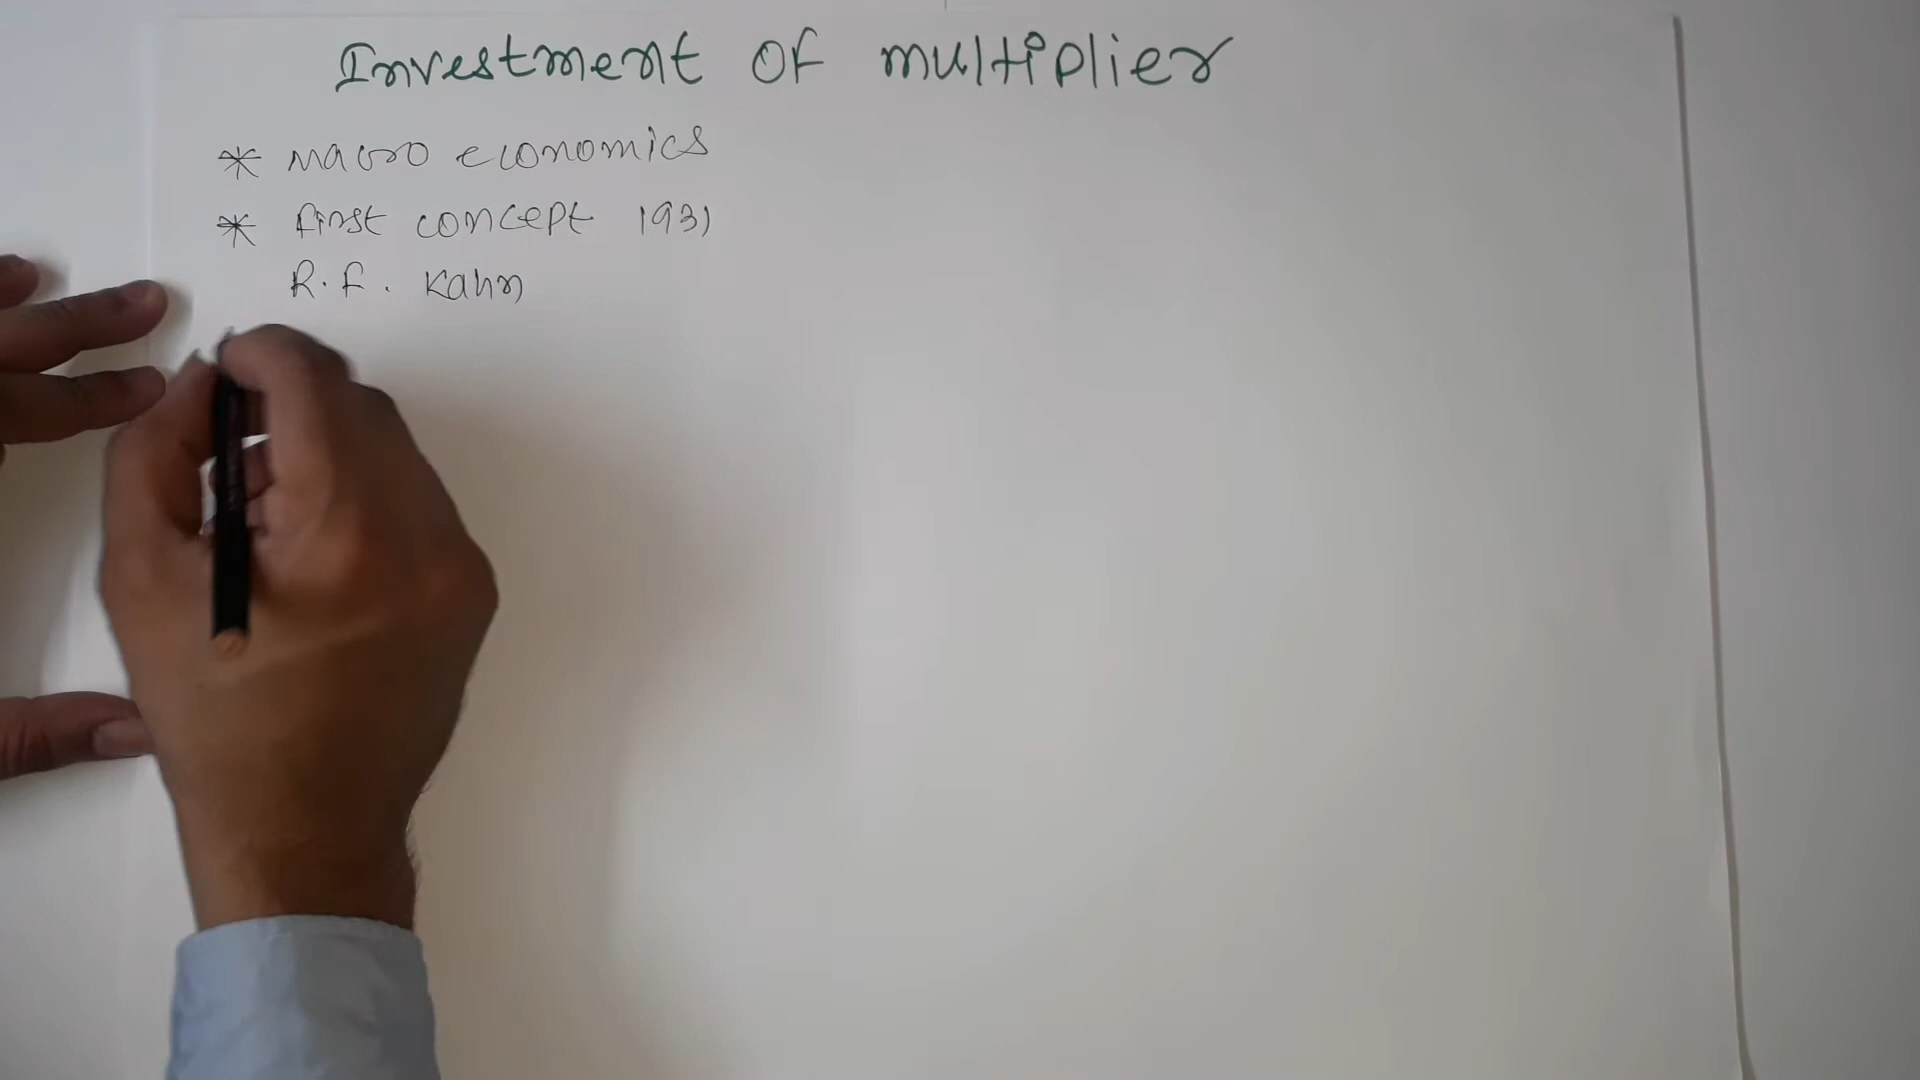 Investment of multiplier
* macro economics
* first concept 1931
R.F. Kahn